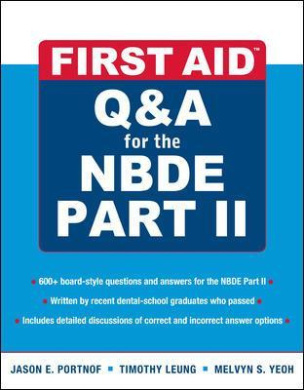 FIRST AID™
Q&A
for the
NBDE
PART II
600+ board-style questions and answers for the NBDE Part II
Written by recent dental-school graduates who passed
Includes detailed discussions of correct and incorrect answer options
JASON E. PORTNOF ▪ TIMOTHY LEUNG ▪ MELVYN S. YEOH